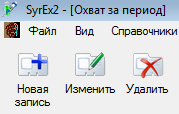 SyrEx2 - [Охват за период]
Файл Вид Справочники
Новая запись Изменить Удалить